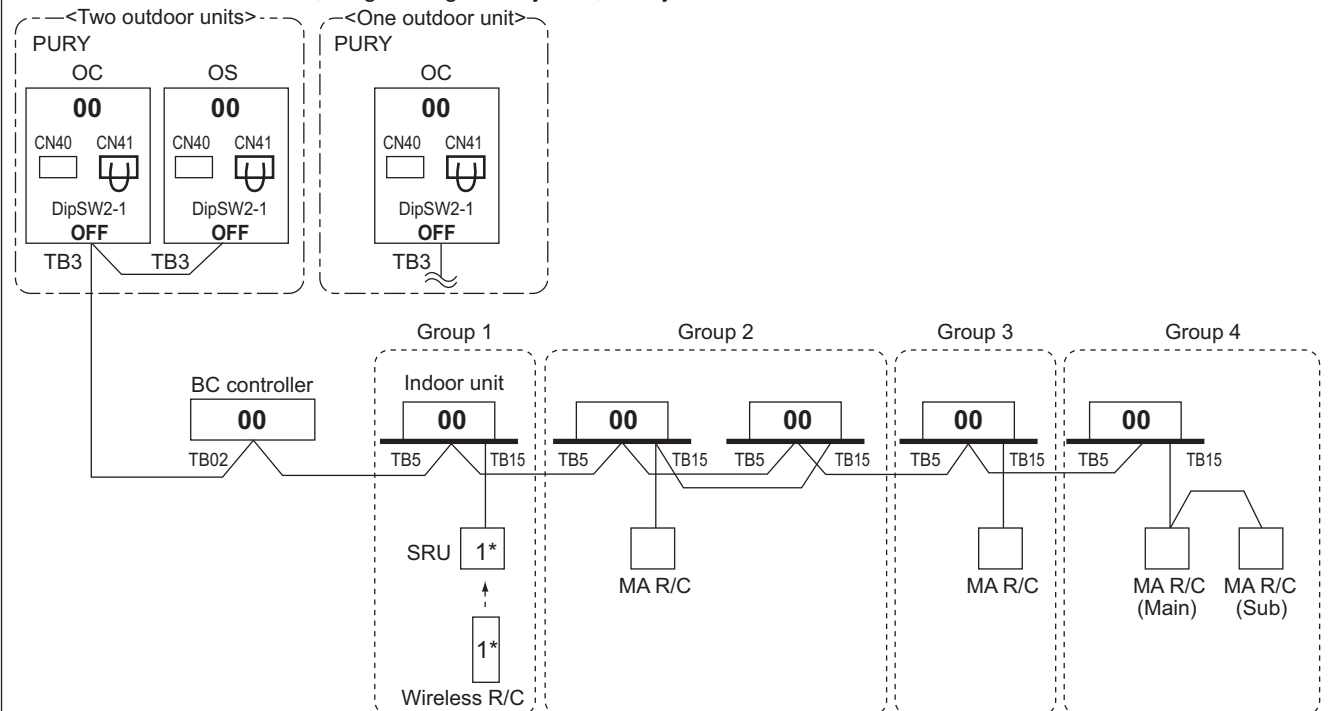 <Two outdoor units>
<One outdoor unit>
PURY
PURY
OC
OS
OC
00
00
00
CN40
CN41
CN40
CN41
CN40
CN41
DipSW2-1
DipSW2-1
DipSW2-1
OFF
OFF
OFF
TB3
TB3
TB3
Group 1
Group 2
Group 3
Group 4
BC controller
Indoor unit
00
00
00
00
00
00
TB02
TB5
TB15
TB5
TB15
TB5
TB15
TB5
TB15
TB5
TB15
SRU
1*
MA R/C
MA R/C
MA R/C
(Main)
MA R/C
(Sub)
1*
Wireless R/C